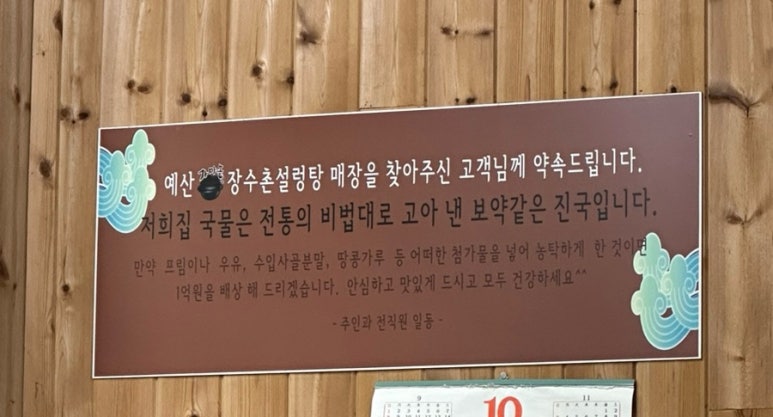 예산 장수촌설렁탕 매장을 찾아주신 고객님께 약속드립니다.
저희집 국물은 전통의 비법대로 고아 낸 보약같은 진국입니다.
만약 프림이나 우유, 수입사골분말, 땅콩가루 등 어떠한 첨가물을 넣어 농탁하게 한 것이면
1억원을 배상 해 드리겠습니다. 안심하고 맛있게 드시고 모두 건강하세요^^
- 주인과 전직원 일동 -
9 10 11